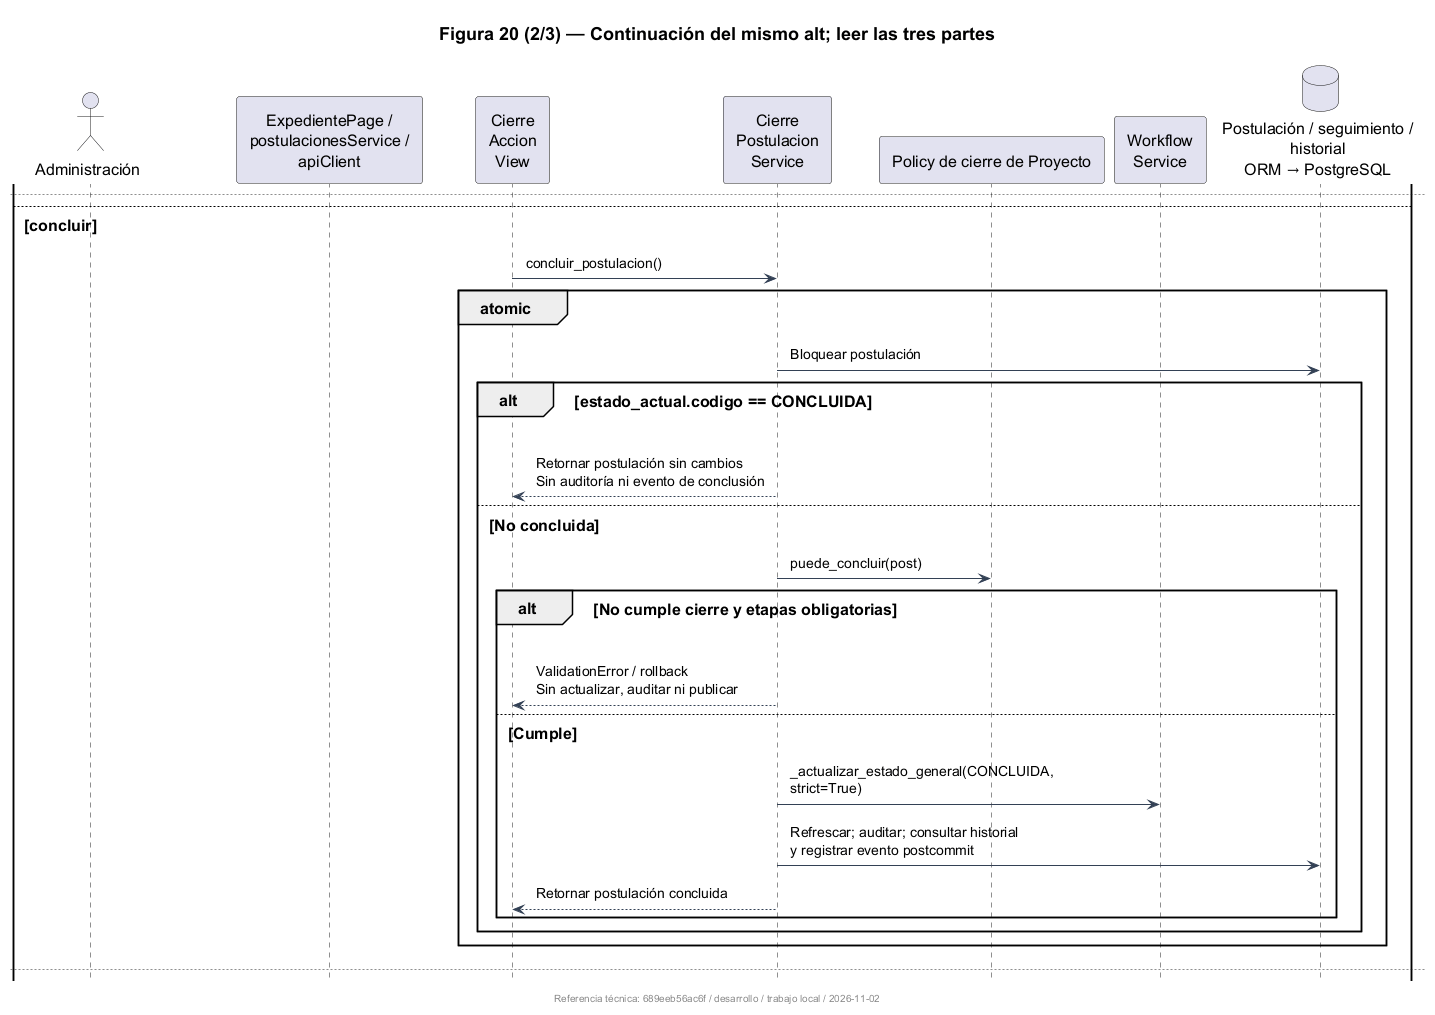 Figura 20 (2/3) — Continuación del mismo alt; leer las tres partes
Administración
ExpedientePage /
postulacionesService /
apiClient
Cierre
Accion
View
Cierre
Postulacion
Service
Policy de cierre de Proyecto
Workflow
Service
Postulación / seguimiento /
historial
ORM → PostgreSQL
[concluir]
concluir_postulacion()
atomic
Bloquear postulación
alt
[estado_actual.codigo == CONCLUIDA]
Retornar postulación sin cambios
Sin auditoría ni evento de conclusión
[No concluida]
puede_concluir(post)
alt
[No cumple cierre y etapas obligatorias]
ValidationError / rollback
Sin actualizar, auditar ni publicar
[Cumple]
_actualizar_estado_general(CONCLUIDA,
strict=True)
Refrescar; auditar; consultar historial
y registrar evento postcommit
Retornar postulación concluida
Referencia técnica: 689eeb56ac6f / desarrollo / trabajo local / 2026-11-02